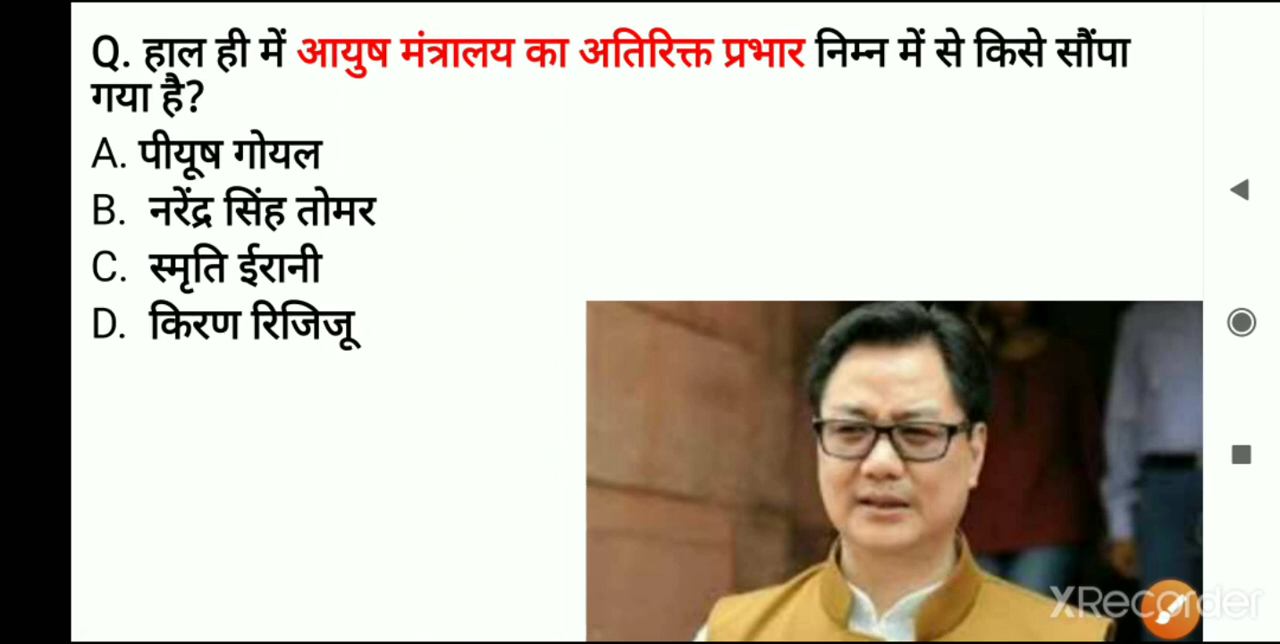 Q. हाल ही में आयुष मंत्रालय का अतिरिक्त प्रभार निम्न में से किसे सौंपा
गया है?
A. पीयूष गोयल
B. नरेंद्र सिंह तोमर
C. स्मृति ईरानी
D. किरण रिजिजू
XRecorder